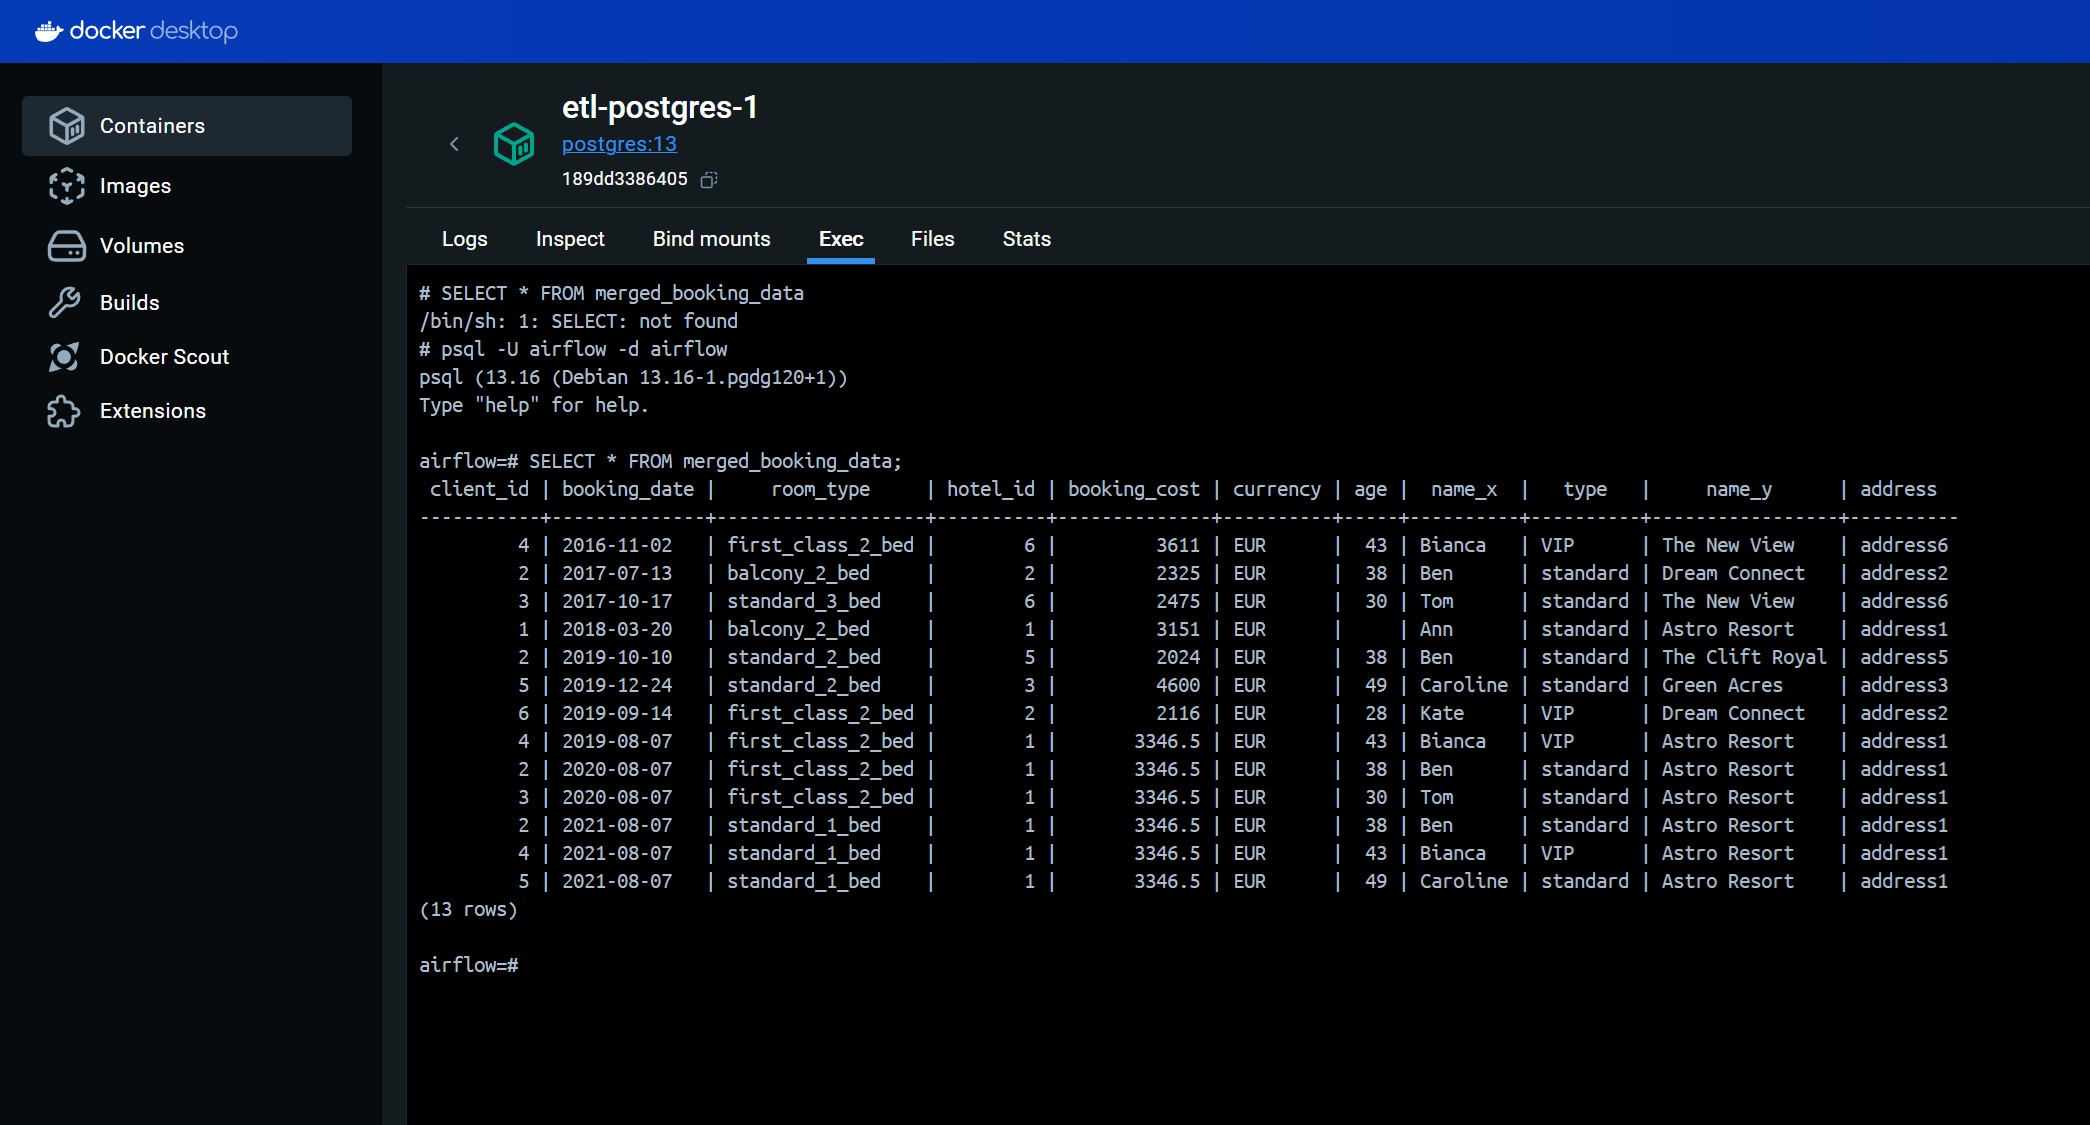 docker desktop
Containers
Images
Volumes
Builds
Docker Scout
Extensions
etl-postgres-1
postgres:13
189dd3386405
Logs Inspect Bind mounts Exec Files Stats
# SELECT * FROM merged_booking_data
/bin/sh: 1: SELECT: not found
# psql -U airflow -d airflow
psql (13.16 (Debian 13.16-1.pgdg120+1))
Type "help" for help.
airflow=# SELECT * FROM merged_booking_data;
 client_id | booking_date |     room_type     | hotel_id | booking_cost | currency | age |  name_x  |   type   |     name_y      | address
-----------+--------------+-------------------+----------+--------------+----------+-----+----------+----------+-----------------+----------
         4 | 2016-11-02   | first_class_2_bed |        6 |         3611 | EUR      |  43 | Bianca   | VIP      | The New View    | address6
         2 | 2017-07-13   | balcony_2_bed     |        2 |         2325 | EUR      |  38 | Ben      | standard | Dream Connect   | address2
         3 | 2017-10-17   | standard_3_bed    |        6 |         2475 | EUR      |  30 | Tom      | standard | The New View    | address6
         1 | 2018-03-20   | balcony_2_bed     |        1 |         3151 | EUR      |     | Ann      | standard | Astro Resort    | address1
         2 | 2019-10-10   | standard_2_bed    |        5 |         2024 | EUR      |  38 | Ben      | standard | The Clift Royal | address5
         5 | 2019-12-24   | standard_2_bed    |        3 |         4600 | EUR      |  49 | Caroline | standard | Green Acres     | address3
         6 | 2019-09-14   | first_class_2_bed |        2 |         2116 | EUR      |  28 | Kate     | VIP      | Dream Connect   | address2
         4 | 2019-08-07   | first_class_2_bed |        1 |       3346.5 | EUR      |  43 | Bianca   | VIP      | Astro Resort    | address1
         2 | 2020-08-07   | first_class_2_bed |        1 |       3346.5 | EUR      |  38 | Ben      | standard | Astro Resort    | address1
         3 | 2020-08-07   | first_class_2_bed |        1 |       3346.5 | EUR      |  30 | Tom      | standard | Astro Resort    | address1
         2 | 2021-08-07   | standard_1_bed    |        1 |       3346.5 | EUR      |  38 | Ben      | standard | Astro Resort    | address1
         4 | 2021-08-07   | standard_1_bed    |        1 |       3346.5 | EUR      |  43 | Bianca   | VIP      | Astro Resort    | address1
         5 | 2021-08-07   | standard_1_bed    |        1 |       3346.5 | EUR      |  49 | Caroline | standard | Astro Resort    | address1
(13 rows)
airflow=#